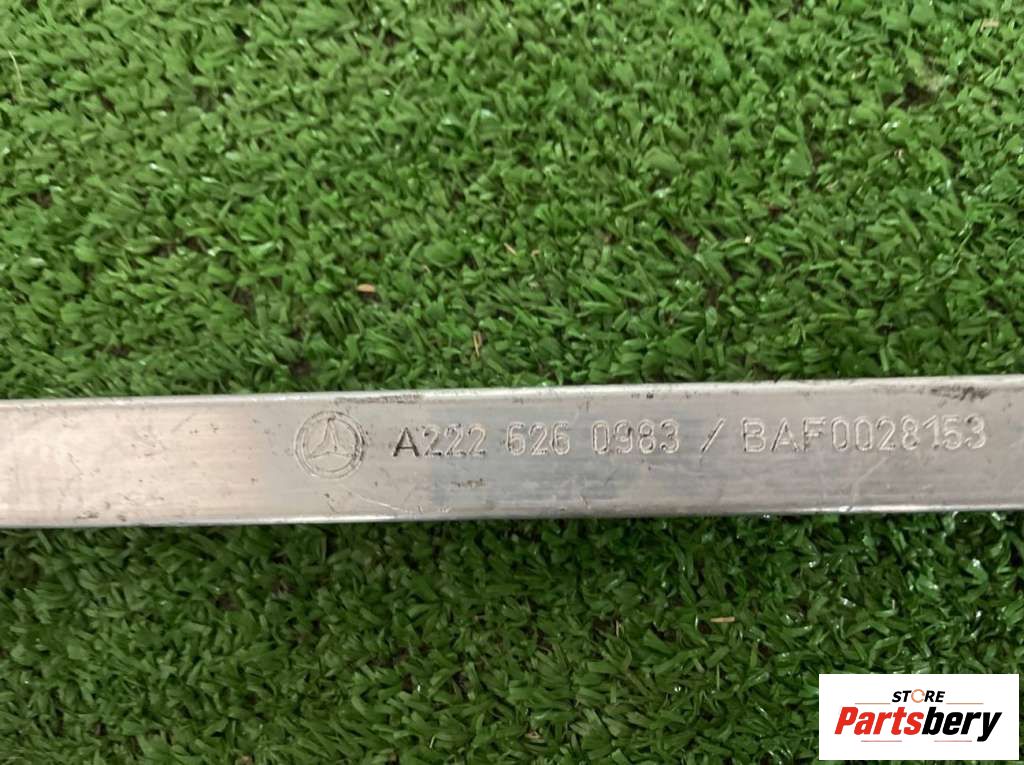 A222 626 0983 / BAF0028153
STORE
Partsbery